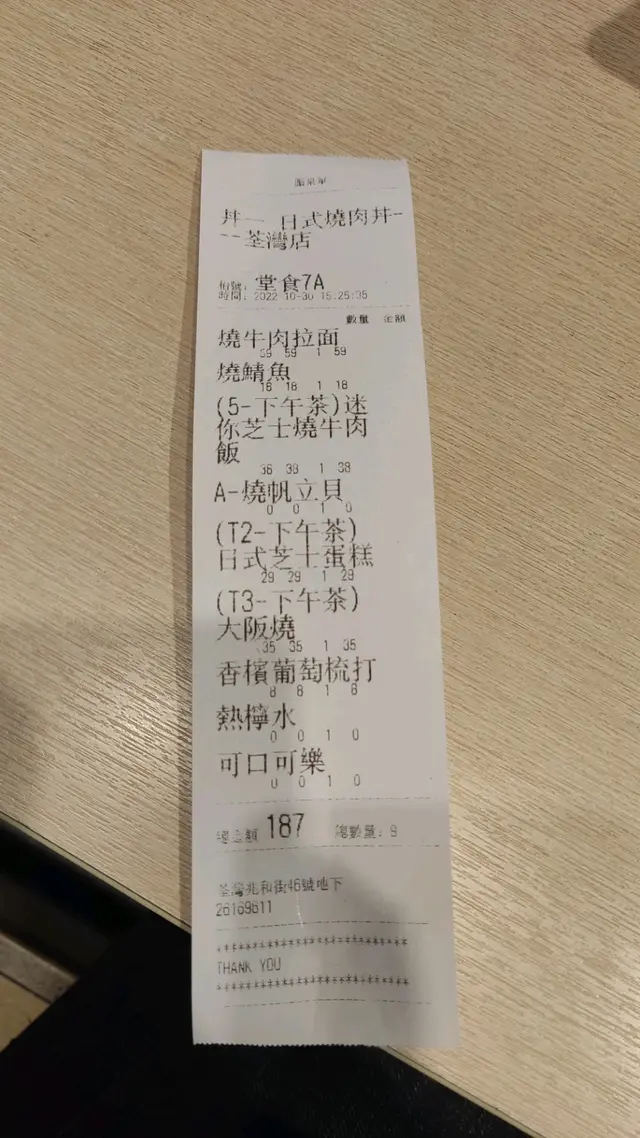 丼一 日式燒肉丼-
--荃灣店
枱號: 堂食7A
時間: 2022-10-30 15:25:35
數量 金額
燒牛肉拉面
59 59 1 59
燒鯖魚
18 18 1 18
(5-下午茶)迷
你芝士燒牛肉
飯
38 38 1 38
A-燒帆立貝
0 0 1 0
(T2-下午茶)
日式芝士蛋糕
29 29 1 29
(T3-下午茶)
大阪燒
35 35 1 35
香檳葡萄梳打
8 8 1 8
熱檸水
0 0 1 0
可口可樂
0 0 1 0
總金額 187 總數量: 9
荃灣兆和街46號地下
26169811
************************
THANK YOU
************************